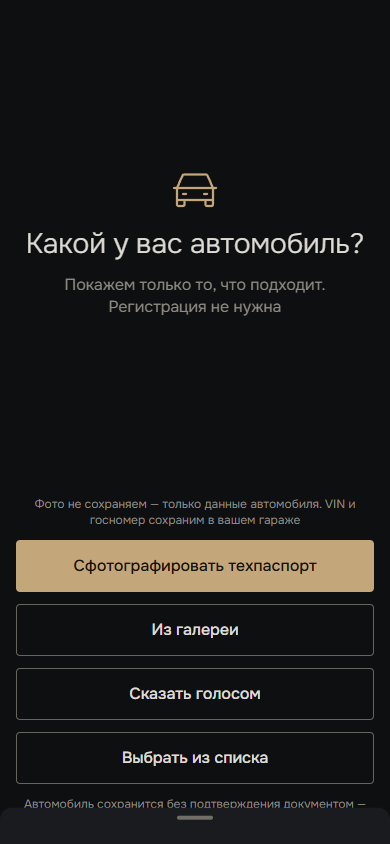 Какой у вас автомобиль?
Покажем только то, что подходит.
Регистрация не нужна
Фото не сохраняем — только данные автомобиля. VIN и
госномер сохраним в вашем гараже
Сфотографировать техпаспорт
Из галереи
Сказать голосом
Выбрать из списка
Автомобиль сохранится без подтверждения документом —